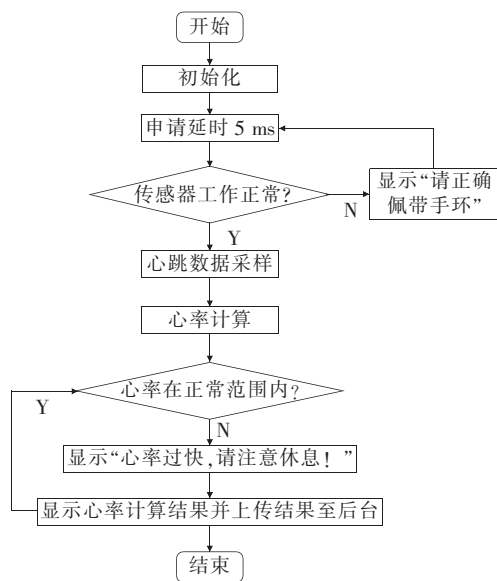 开始
初始化
申请延时 5 ms
传感器工作正常?
N
显示“请正确
佩带手环”
Y
心跳数据采样
心率计算
心率在正常范围内?
Y
N
显示“心率过快,请注意休息！”
显示心率计算结果并上传结果至后台
结束